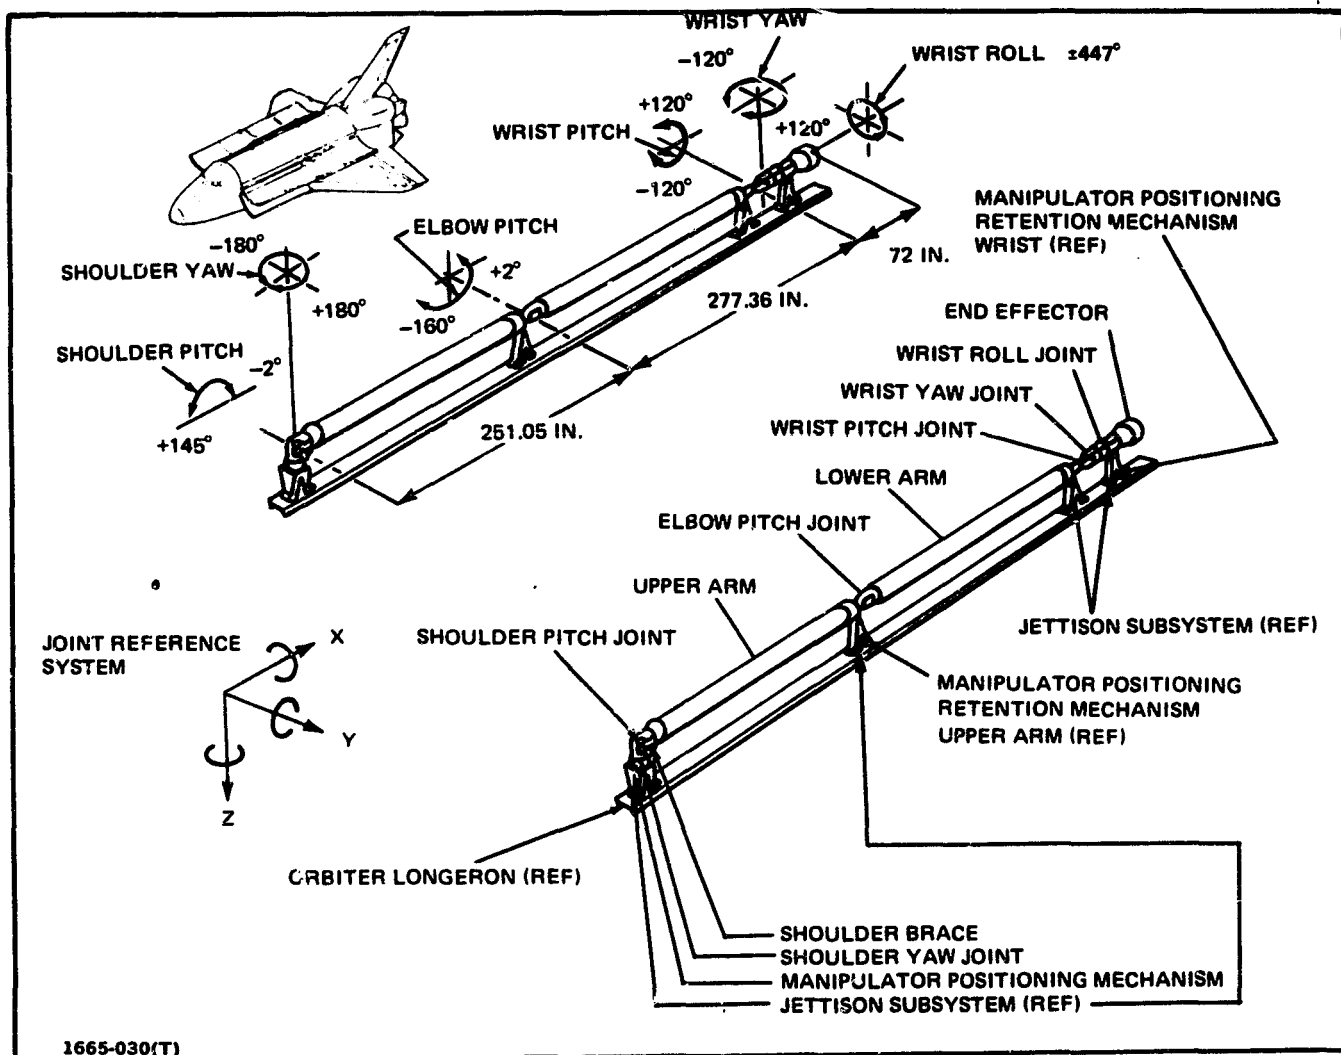 WRIST YAW
-120°
+120°
WRIST ROLL ±447°
+120°
WRIST PITCH
-120°
MANIPULATOR POSITIONING
RETENTION MECHANISM
WRIST (REF)
ELBOW PITCH
+2°
-160°
-180°
SHOULDER YAW
+180°
72 IN.
277.36 IN.
SHOULDER PITCH
-2°
+145°
251.05 IN.
END EFFECTOR
WRIST ROLL JOINT
WRIST YAW JOINT
WRIST PITCH JOINT
LOWER ARM
ELBOW PITCH JOINT
UPPER ARM
SHOULDER PITCH JOINT
JETTISON SUBSYSTEM (REF)
JOINT REFERENCE
SYSTEM
X
Y
Z
MANIPULATOR POSITIONING
RETENTION MECHANISM
UPPER ARM (REF)
ORBITER LONGERON (REF)
SHOULDER BRACE
SHOULDER YAW JOINT
MANIPULATOR POSITIONING MECHANISM
JETTISON SUBSYSTEM (REF)
1665-030(T)